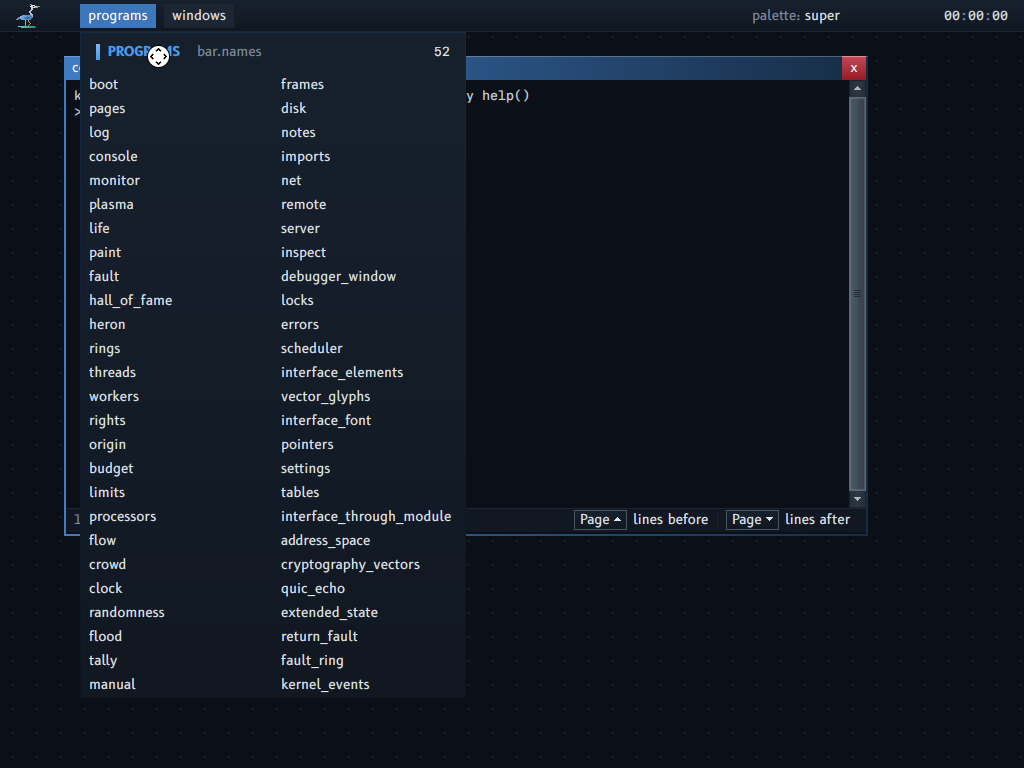 programs windows palette: super 00:00:00
PROGRAMS bar.names 52
x
boot frames
y help()
pages disk
>
log notes
console imports
monitor net
plasma remote
life server
paint inspect
fault debugger_window
hall_of_fame locks
heron errors
rings scheduler
threads interface_elements
workers vector_glyphs
rights interface_font
origin pointers
budget settings
limits tables
processors interface_through_module
Page lines before Page lines after
flow address_space
crowd cryptography_vectors
clock quic_echo
randomness extended_state
flood return_fault
tally fault_ring
manual kernel_events